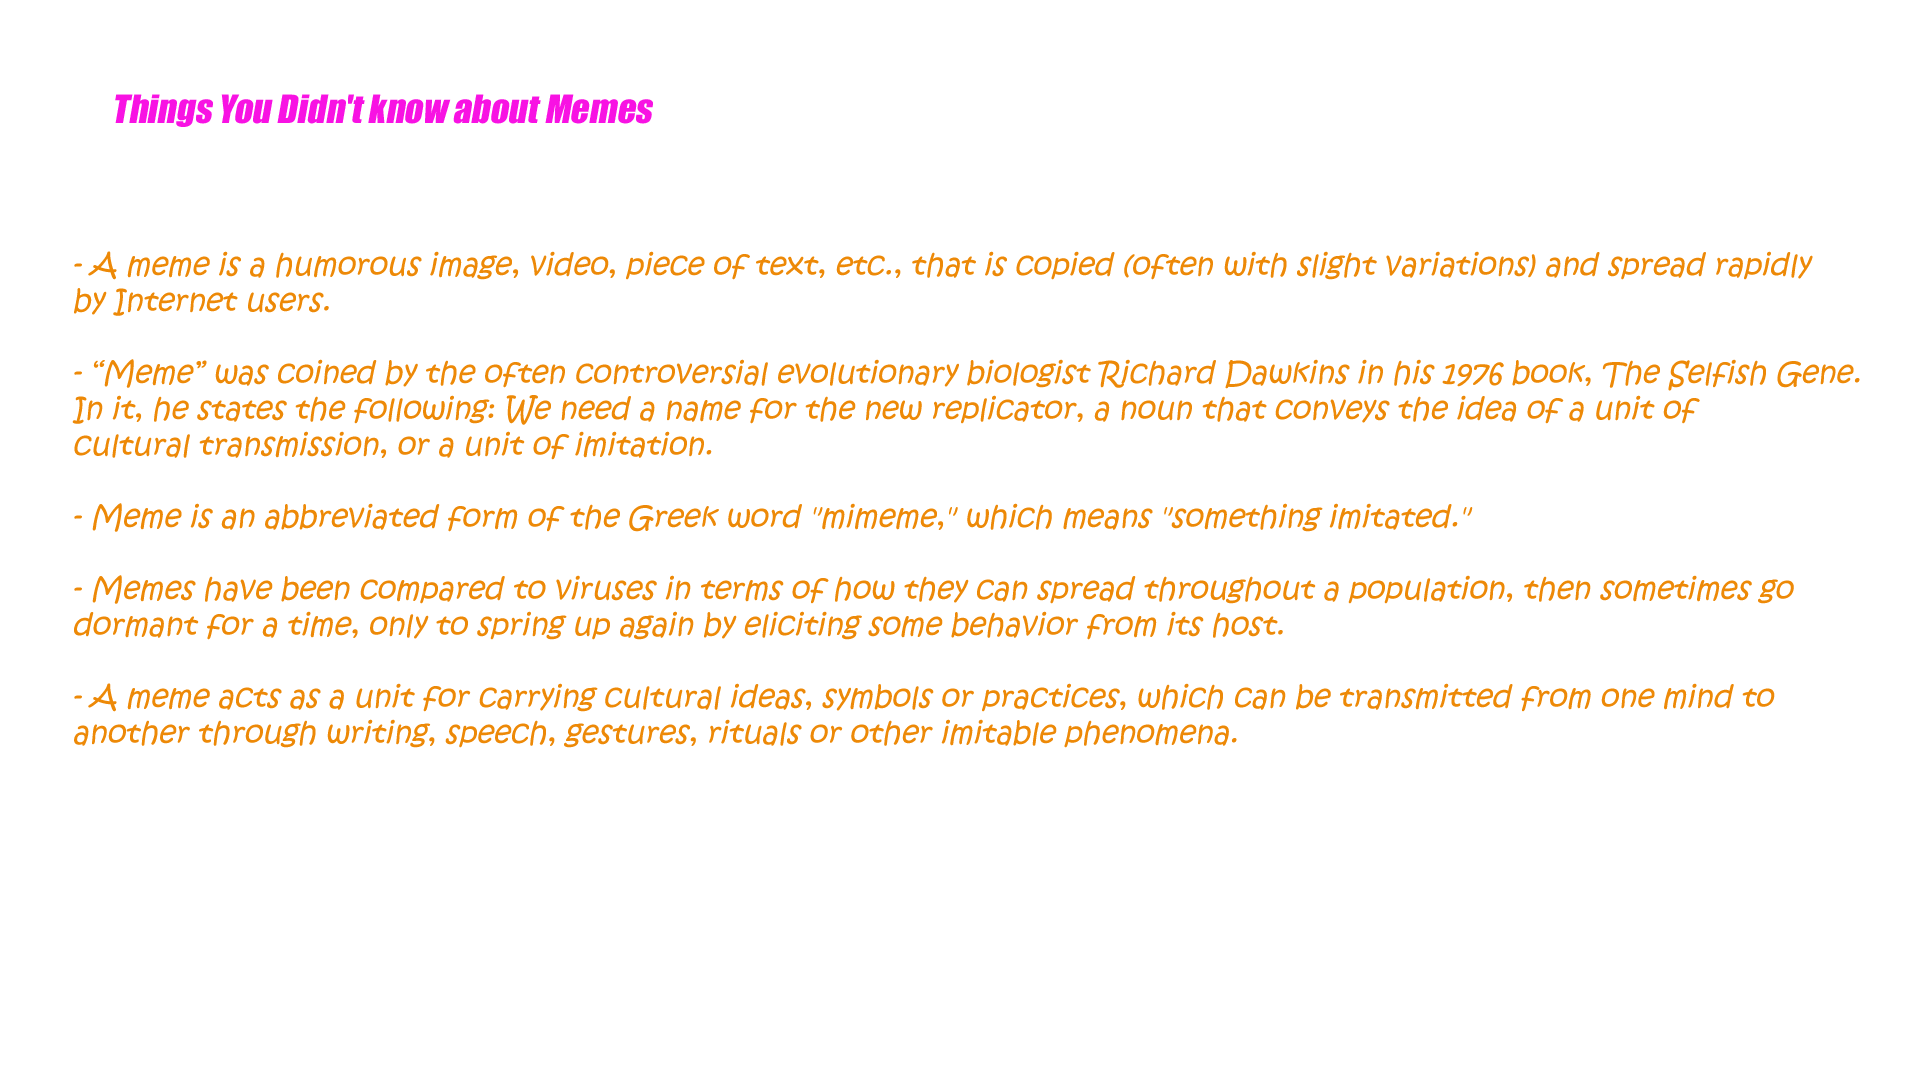 Things You Didn't know about Memes
- A meme is a humorous image, video, piece of text, etc., that is copied (often with slight variations) and spread rapidly
by Internet users.
- “Meme” was coined by the often controversial evolutionary biologist Richard Dawkins in his 1976 book, The Selfish Gene.
In it, he states the following: We need a name for the new replicator, a noun that conveys the idea of a unit of
cultural transmission, or a unit of imitation.
- Meme is an abbreviated form of the Greek word "mimeme," which means "something imitated."
- Memes have been compared to viruses in terms of how they can spread throughout a population, then sometimes go
dormant for a time, only to spring up again by eliciting some behavior from its host.
- A meme acts as a unit for carrying cultural ideas, symbols or practices, which can be transmitted from one mind to
another through writing, speech, gestures, rituals or other imitable phenomena.